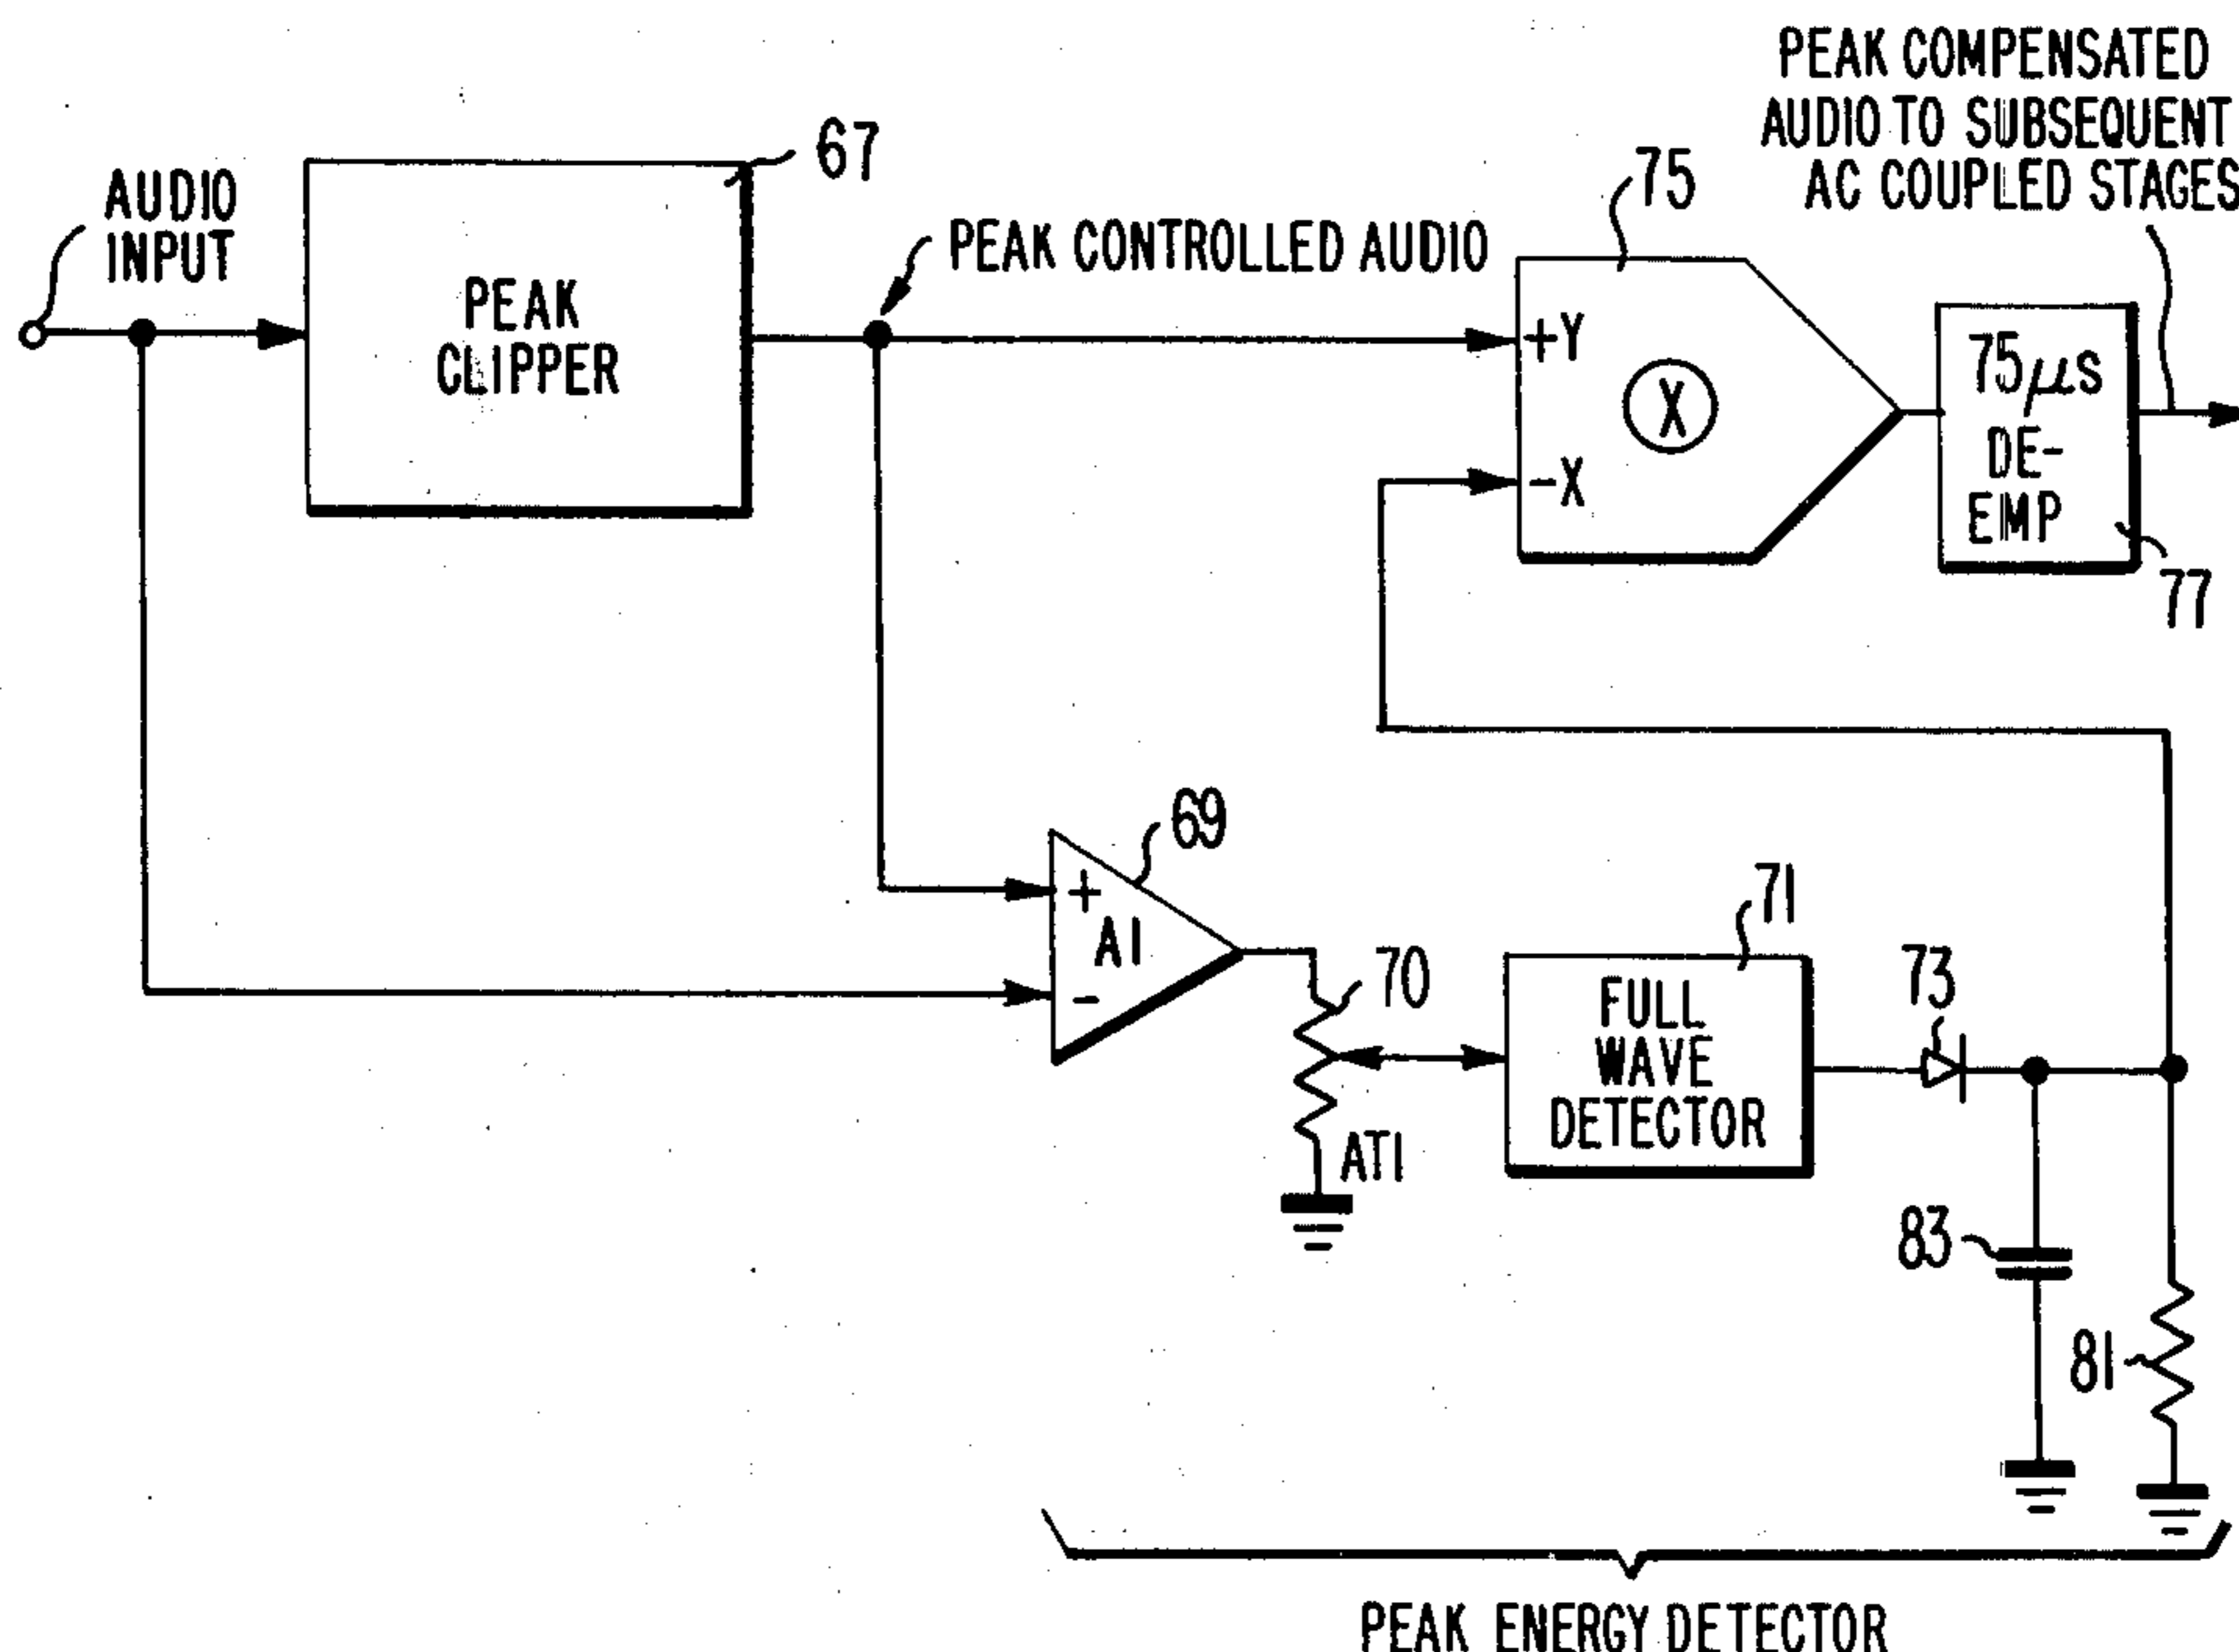 PEAK COMPENSATED
AUDIO TO SUBSEQUENT
AC COUPLED STAGES
67
75
AUDIO
INPUT
PEAK CONTROLLED AUDIO
PEAK
CLIPPER
+Y
X
-X
75μs
DE-
EMP
77
69
+
A1
-
70
71
FULL
WAVE
DETECTOR
73
AT1
83
81
PEAK ENERGY DETECTOR